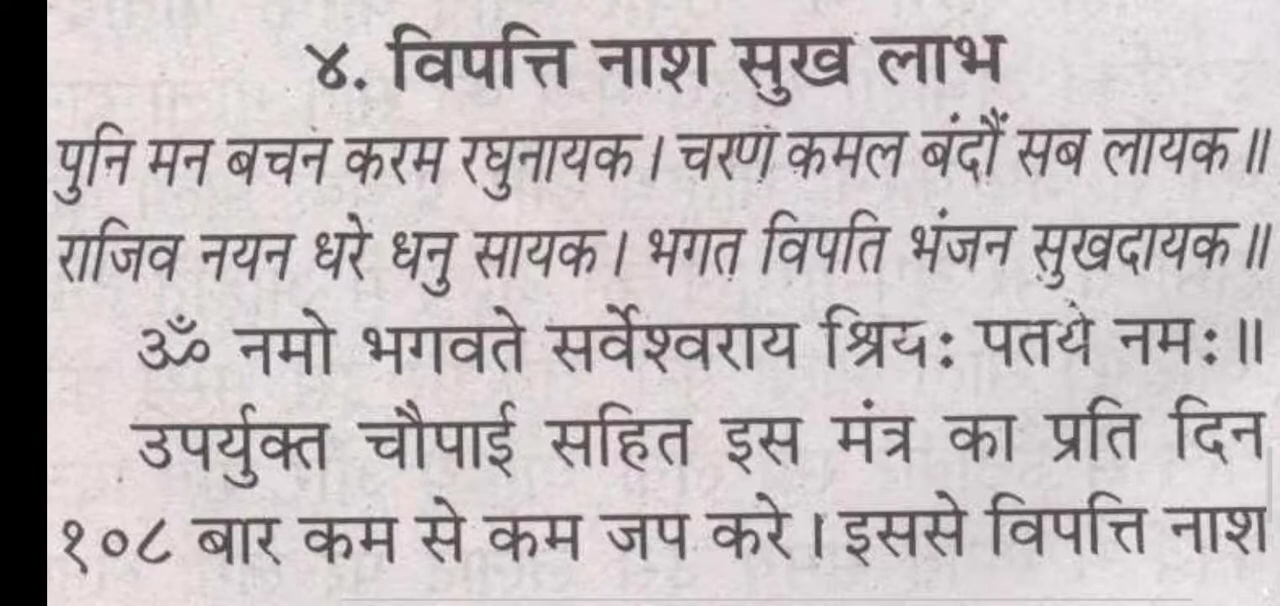 ४. विपत्ति नाश सुख लाभ
पुनि मन बचन करम रघुनायक । चरण कमल बंदौं सब लायक ॥
राजिव नयन धरे धनु सायक । भगत विपति भंजन सुखदायक ॥
ॐ नमो भगवते सर्वेश्वराय श्रियः पतये नमः ॥
उपर्युक्त चौपाई सहित इस मंत्र का प्रति दिन
१०८ बार कम से कम जप करे । इससे विपत्ति नाश